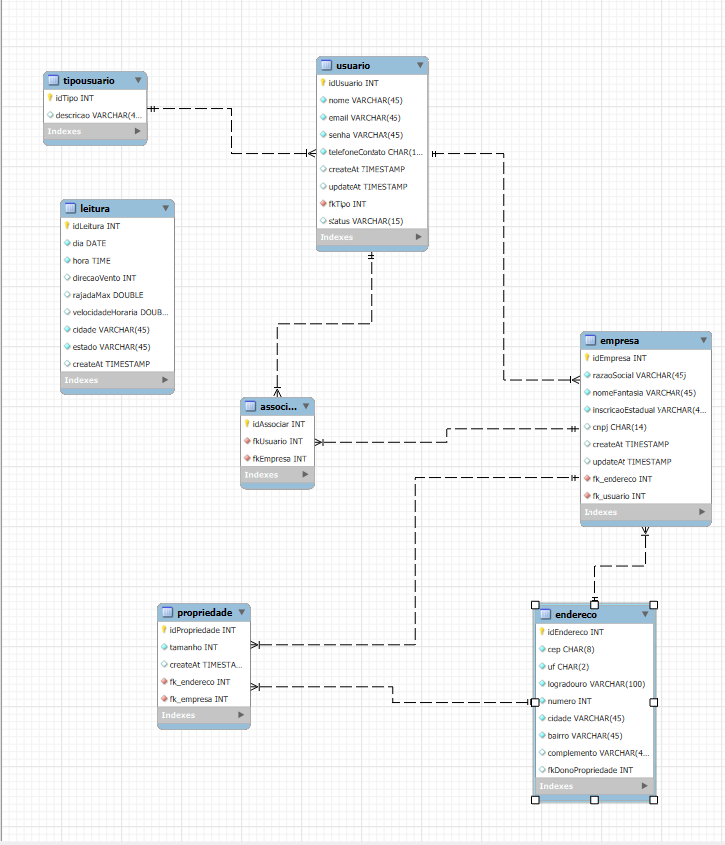 tipousuario
idTipo INT
descricao VARCHAR(4...
Indexes
usuario
idUsuario INT
nome VARCHAR(45)
email VARCHAR(45)
senha VARCHAR(45)
telefoneContato CHAR(1...
createAt TIMESTAMP
updateAt TIMESTAMP
fkTipo INT
status VARCHAR(15)
Indexes
leitura
idLeitura INT
dia DATE
hora TIME
direcaoVento INT
rajadaMax DOUBLE
velocidadeHoraria DOUB...
cidade VARCHAR(45)
estado VARCHAR(45)
createAt TIMESTAMP
Indexes
empresa
idEmpresa INT
razaoSocial VARCHAR(45)
nomeFantasia VARCHAR(45)
inscricaoEstadual VARCHAR(4...
cnpj CHAR(14)
createAt TIMESTAMP
updateAt TIMESTAMP
fk_endereco INT
fk_usuario INT
Indexes
associ...
idAssociar INT
fkUsuario INT
fkEmpresa INT
Indexes
propriedade
idPropriedade INT
tamanho INT
createAt TIMESTA...
fk_endereco INT
fk_empresa INT
Indexes
endereco
idEndereco INT
cep CHAR(8)
uf CHAR(2)
logradouro VARCHAR(100)
numero INT
cidade VARCHAR(45)
bairro VARCHAR(45)
complemento VARCHAR(4...
fkDonoPropriedade INT
Indexes